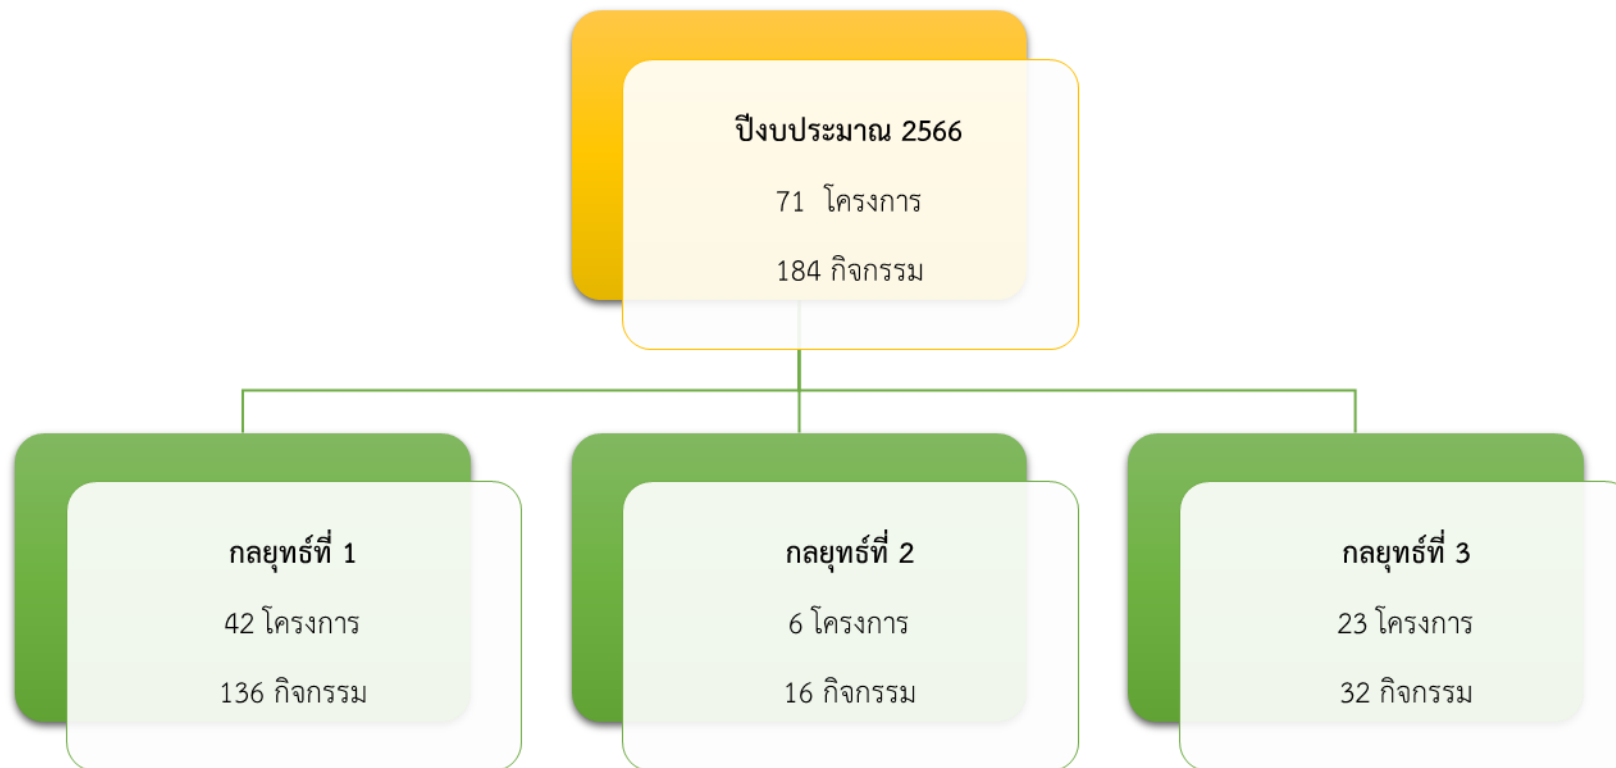 ปีงบประมาณ 2566
71 โครงการ
184 กิจกรรม
กลยุทธ์ที่ 1
42 โครงการ
136 กิจกรรม
กลยุทธ์ที่ 2
6 โครงการ
16 กิจกรรม
กลยุทธ์ที่ 3
23 โครงการ
32 กิจกรรม